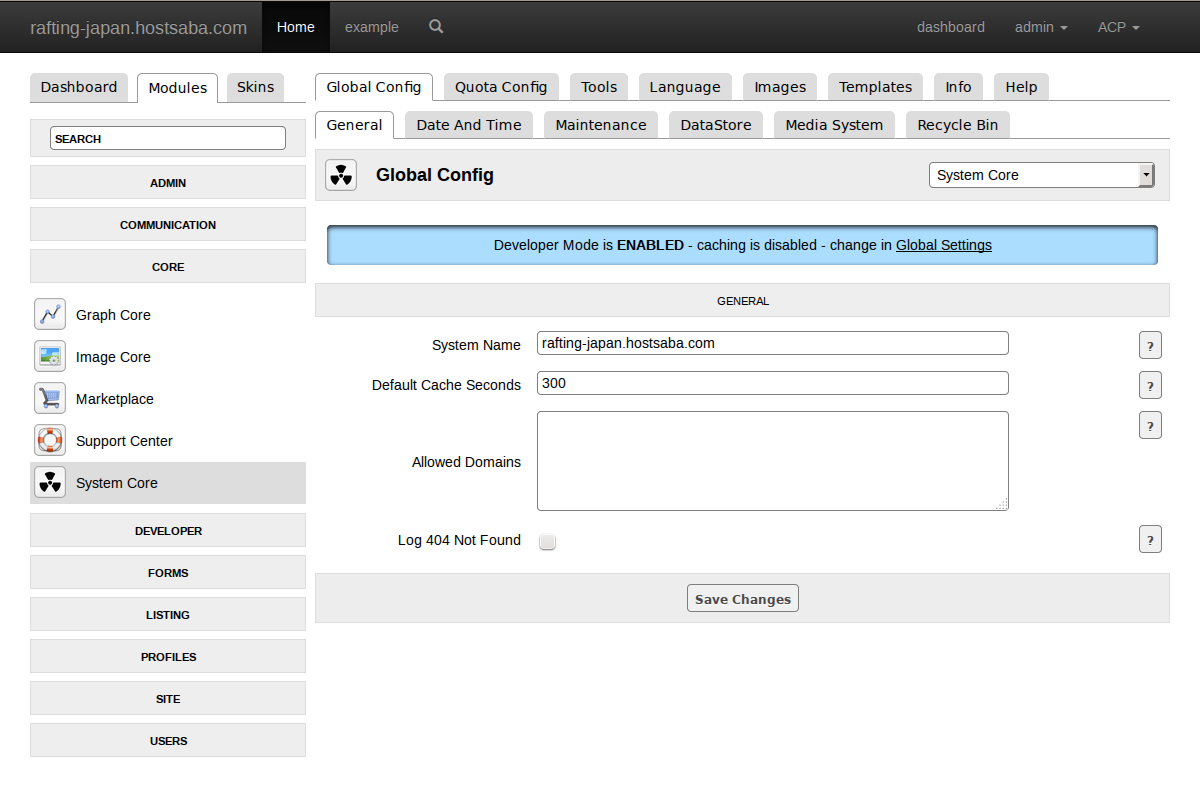 rafting-japan.hostsaba.com Home example dashboard admin ACP
Dashboard Modules Skins
Global Config Quota Config Tools Language Images Templates Info Help
General Date And Time Maintenance DataStore Media System Recycle Bin
SEARCH
ADMIN
COMMUNICATION
CORE
Graph Core
Image Core
Marketplace
Support Center
System Core
DEVELOPER
FORMS
LISTING
PROFILES
SITE
USERS
Global Config System Core
Developer Mode is ENABLED - caching is disabled - change in Global Settings
GENERAL
System Name rafting-japan.hostsaba.com ?
Default Cache Seconds 300 ?
Allowed Domains ?
Log 404 Not Found ?
Save Changes